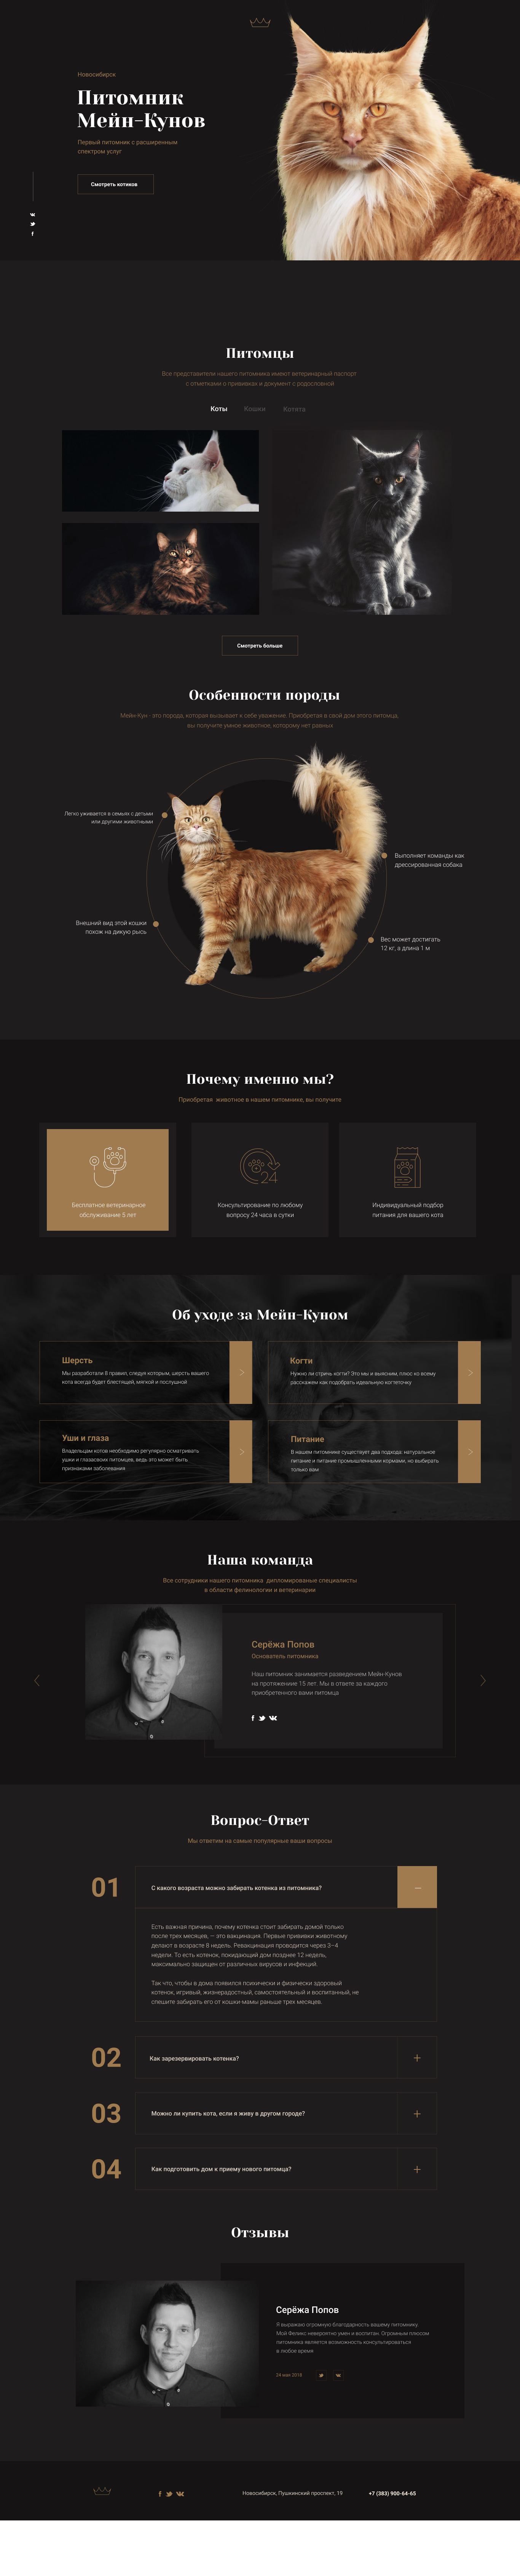 Новосибирск
Питомник
Мейн-Кунов
Первый питомник с расширенным
спектром услуг
Смотреть котиков
Питомцы
Все представители нашего питомника имеют ветеринарный паспорт
с отметками о прививках и документ с родословной
Коты Кошки Котята
Смотреть больше
Особенности породы
Мейн-Кун - это порода, которая вызывает к себе уважение. Приобретая в свой дом этого питомца,
вы получите умное животное, которому нет равных
Легко уживается в семьях с детьми
или другими животными
Выполняет команды как
дрессированная собака
Внешний вид этой кошки
похож на дикую рысь
Вес может достигать
12 кг, а длина 1 м
Почему именно мы?
Приобретая животное в нашем питомнике, вы получите
Бесплатное ветеринарное
обслуживание 5 лет
24
Консультирование по любому
вопросу 24 часа в сутки
Индивидуальный подбор
питания для вашего кота
Об уходе за Мейн-Куном
Шерсть
Мы разработали 8 правил, следуя которым, шерсть вашего
кота всегда будет блестящей, мягкой и послушной
Когти
Нужно ли стричь когти? Это мы и выясним, плюс ко всему
расскажем как подобрать идеальную когтеточку
Уши и глаза
Владельцам котов необходимо регулярно осматривать
ушки и глаза своих питомцев, ведь это может быть
признаками заболевания
Питание
В нашем питомнике существует два подхода: натуральное
питание и питание промышленными кормами, но выбирать
только вам
Наша команда
Все сотрудники нашего питомника дипломированые специалисты
в области фелинологии и ветеринарии
Серёжа Попов
Основатель питомника
Наш питомник занимается разведением Мейн-Кунов
на протяжениие 15 лет. Мы в ответе за каждого
приобретенного вами питомца
Вопрос-Ответ
Мы ответим на самые популярные ваши вопросы
01
С какого возраста можно забирать котенка из питомника?
Есть важная причина, почему котенка стоит забирать домой только
после трех месяцев, — это вакцинация. Первые прививки животному
делают в возрасте 8 недель. Ревакцинация проводится через 3–4
недели. То есть котенок, покидающий дом позднее 12 недель,
максимально защищен от различных вирусов и инфекций.
Так что, чтобы в дома появился психически и физически здоровый
котенок, игривый, жизнерадостный, самостоятельный и воспитанный, не
спешите забирать его от кошки-мамы раньше трех месяцев.
02
Как зарезервировать котенка?
03
Можно ли купить кота, если я живу в другом городе?
04
Как подготовить дом к приему нового питомца?
Отзывы
Серёжа Попов
Я выражаю огромную благодарность вашему питомнику.
Мой Феликс невероятно умен и воспитан. Огромным плюсом
питомника является возможность консультироваться
в любое время
24 мая 2018
Новосибирск, Пушкинский проспект, 19
+7 (383) 900-64-65